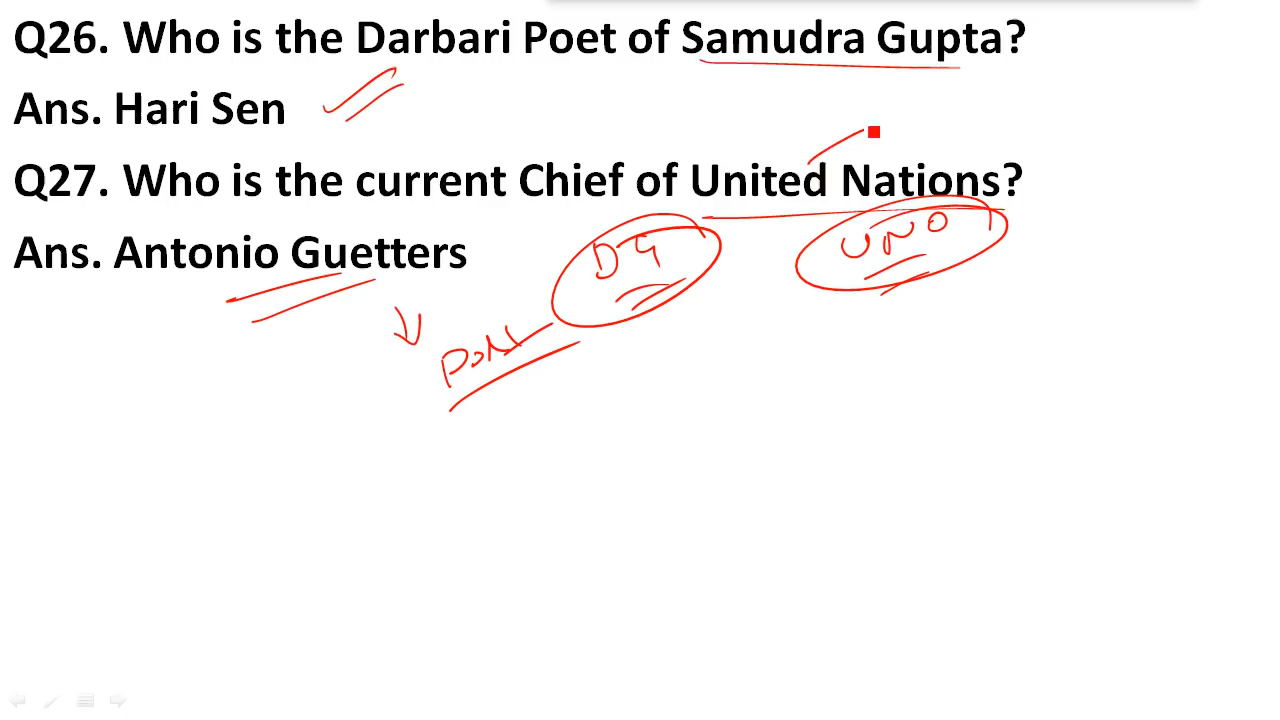 Q26. Who is the Darbari Poet of Samudra Gupta?
Ans. Hari Sen
Q27. Who is the current Chief of United Nations?
Ans. Antonio Guetters
UNO